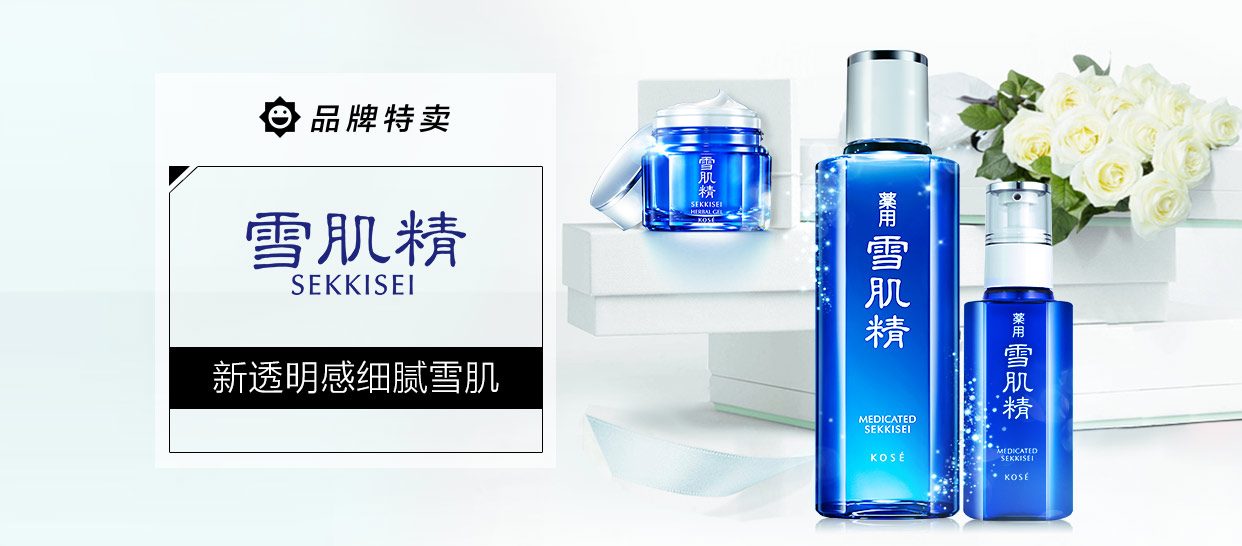 品牌特卖
雪肌精
SEKKISEI
新透明感细腻雪肌
雪
肌
精
SEKKISEI
HERBAL GEL
KOSÉ
薬
用
雪
肌
精
MEDICATED
SEKKISEI
KOSÉ
薬
用
雪
肌
精
MEDICATED
SEKKISEI
KOSÉ